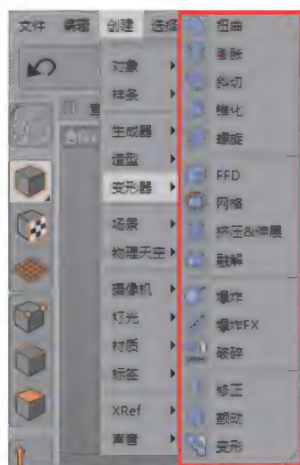 文件 编辑 创建 选择
对象
样条
生成器
造型
变形器
场景
物理天空
摄像机
灯光
材质
标签
XRef
声音
扭曲
膨胀
斜切
锥化
螺旋
FFD
网格
挤压&伸展
融解
爆炸
爆炸FX
破碎
修正
颤动
变形